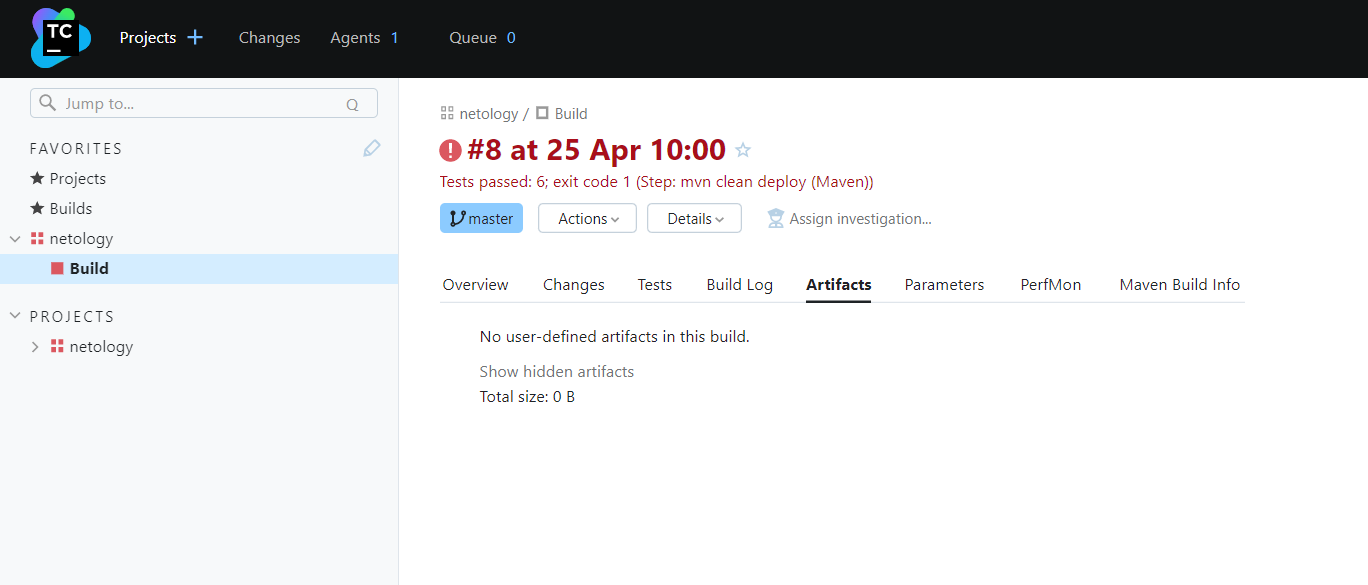 TC
Projects + Changes Agents 1 Queue 0
Jump to... Q
FAVORITES
Projects
Builds
netology
Build
PROJECTS
netology
netology / Build
#8 at 25 Apr 10:00
Tests passed: 6; exit code 1 (Step: mvn clean deploy (Maven))
master Actions Details Assign investigation...
Overview Changes Tests Build Log Artifacts Parameters PerfMon Maven Build Info
No user-defined artifacts in this build.
Show hidden artifacts
Total size: 0 B